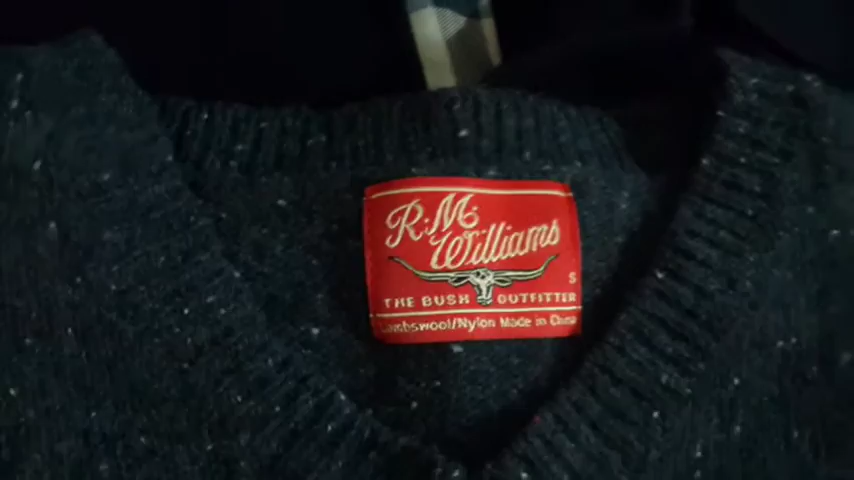 R.M.
Williams
S
THE BUSH OUTFITTER
Lambswool/Nylon Made in China